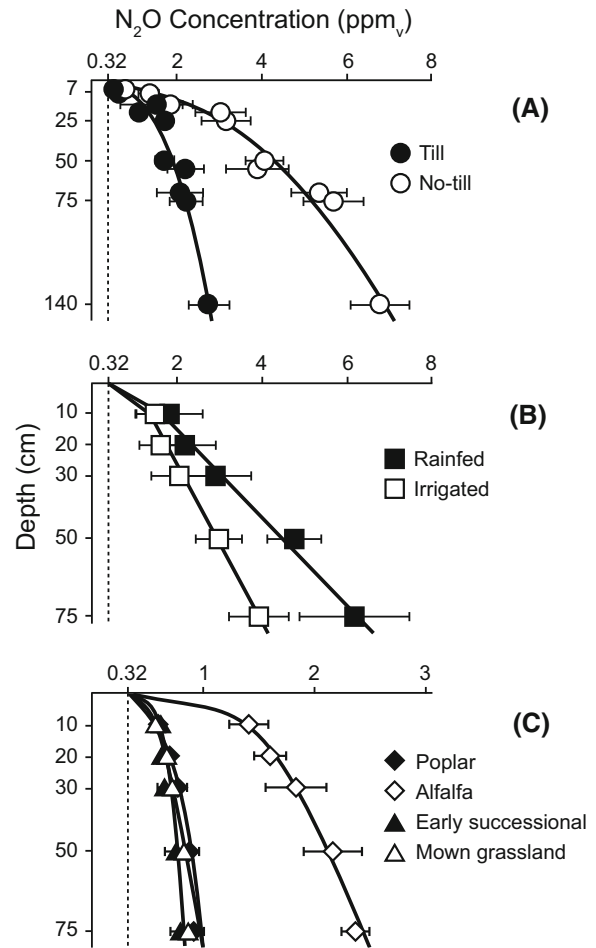 N₂O Concentration (ppmᵥ)
0.32 2 4 6 8
7
25
50
75
140
(A)
Till
No-till
0.32 2 4 6 8
10
20
30
50
75
(B)
Rainfed
Irrigated
Depth (cm)
0.32 1 2 3
10
20
30
50
75
(C)
Poplar
Alfalfa
Early successional
Mown grassland